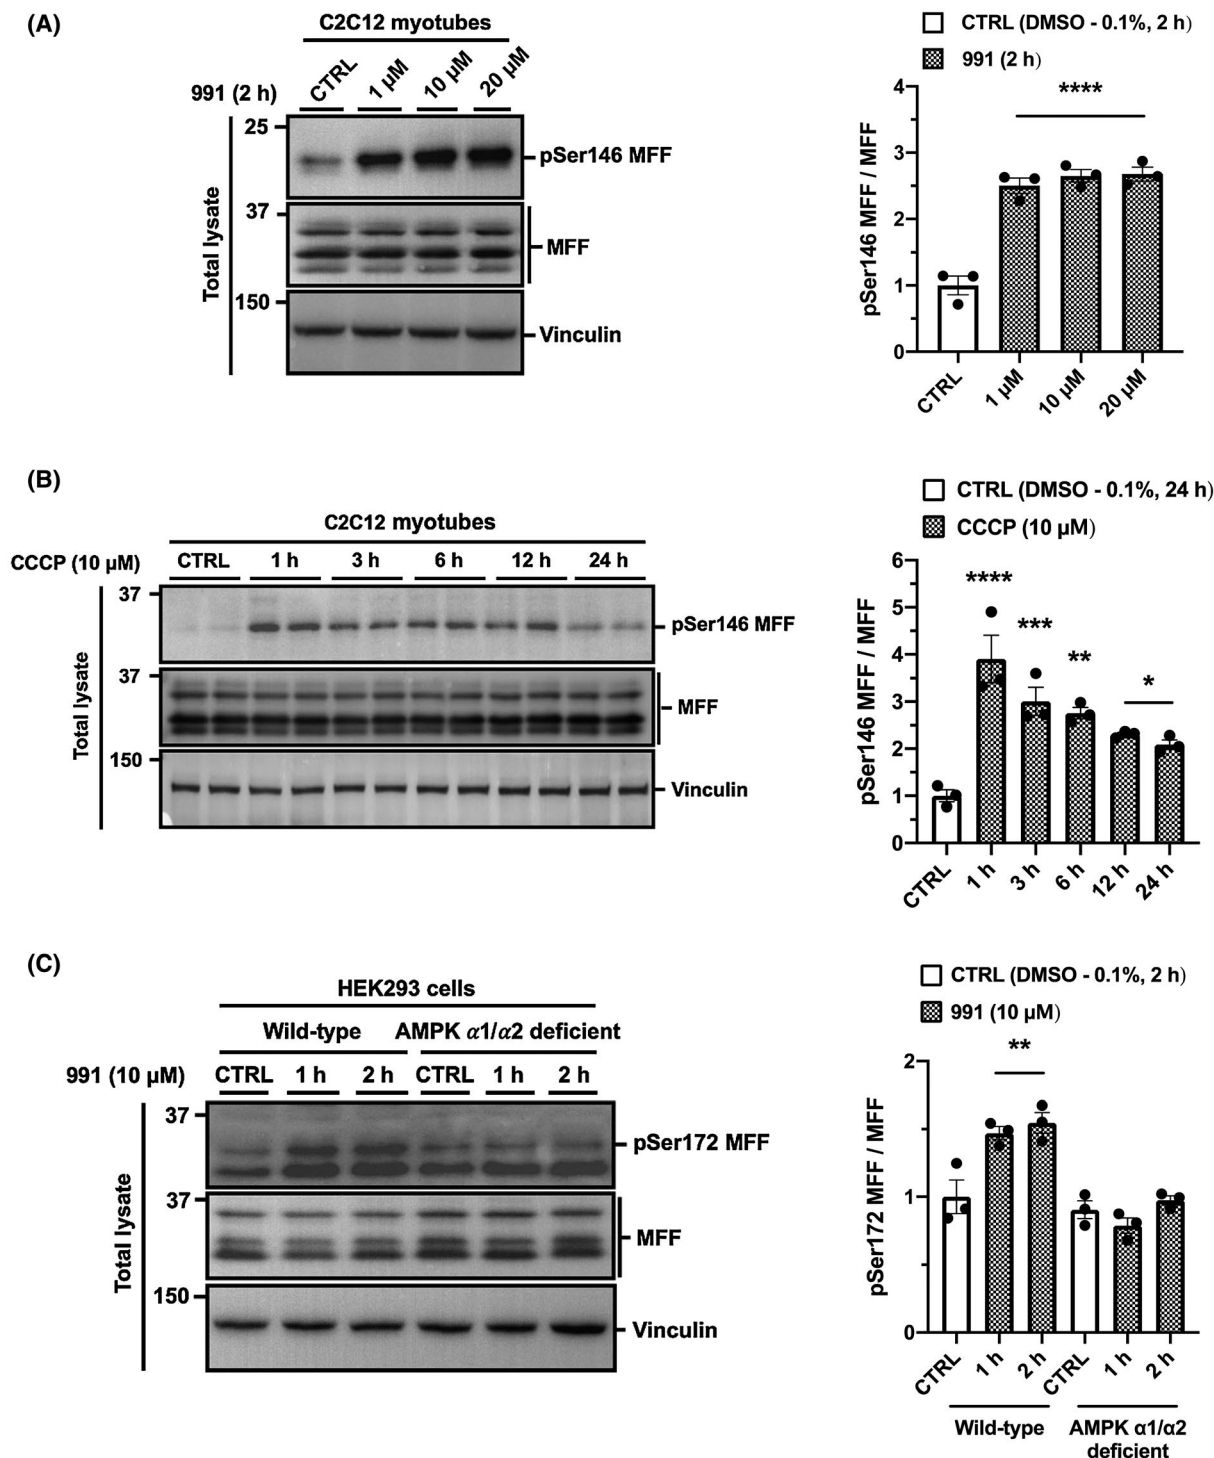 (A)
C2C12 myotubes
991 (2 h) CTRL 1 μM 10 μM 20 μM
Total lysate
25
pSer146 MFF
37
MFF
150
Vinculin
CTRL (DMSO - 0.1%, 2 h)
991 (2 h)
pSer146 MFF / MFF
4
3
2
1
0
****
CTRL 1 μM 10 μM 20 μM
(B)
C2C12 myotubes
CCCP (10 μM) CTRL 1 h 3 h 6 h 12 h 24 h
Total lysate
37
pSer146 MFF
37
MFF
150
Vinculin
CTRL (DMSO - 0.1%, 24 h)
CCCP (10 μM)
pSer146 MFF / MFF
6
5
4
3
2
1
0
**** *** ** *
CTRL 1 h 3 h 6 h 12 h 24 h
(C)
HEK293 cells
Wild-type AMPK α1/α2 deficient
991 (10 μM) CTRL 1 h 2 h CTRL 1 h 2 h
Total lysate
37
pSer172 MFF
37
MFF
150
Vinculin
CTRL (DMSO - 0.1%, 2 h)
991 (10 μM)
pSer172 MFF / MFF
2
1
0
**
CTRL 1 h 2 h CTRL 1 h 2 h
Wild-type AMPK α1/α2
deficient